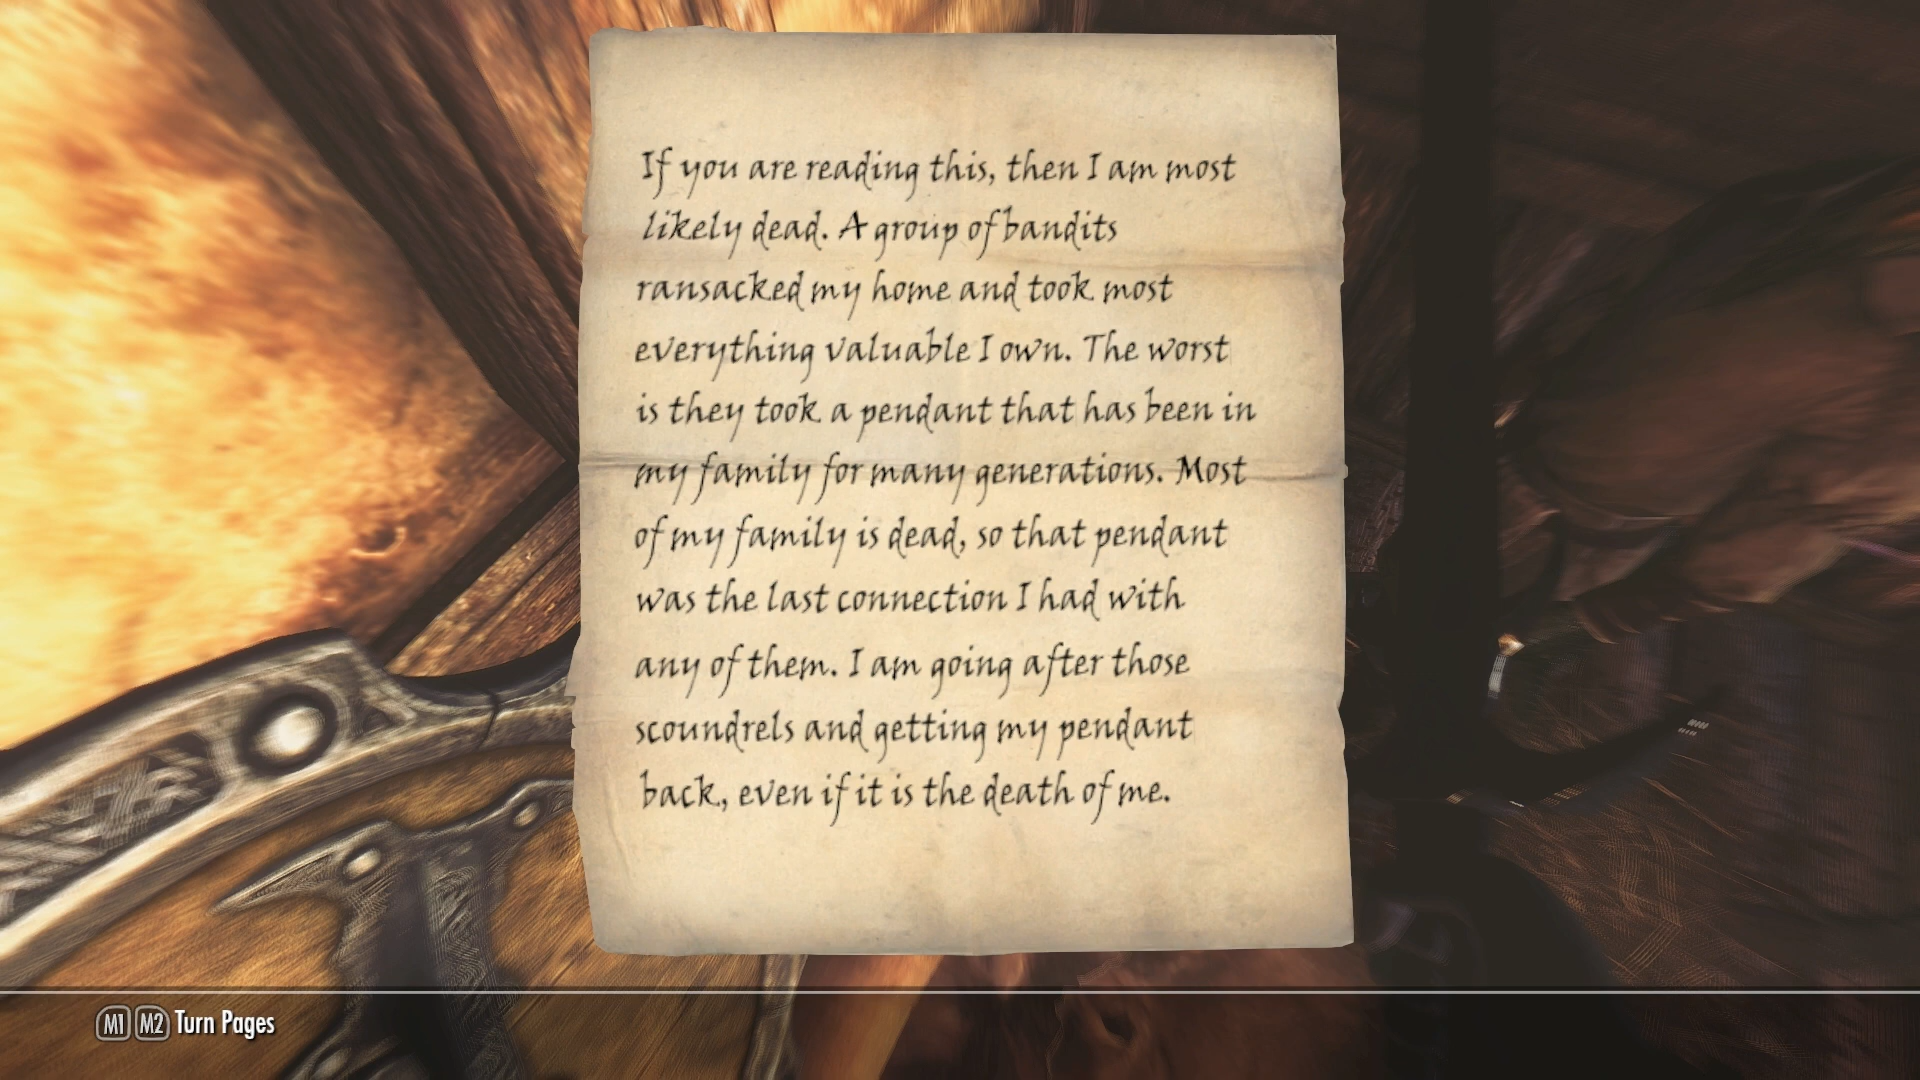 If you are reading this, then I am most
likely dead. A group of bandits
ransacked my home and took most
everything valuable I own. The worst
is they took a pendant that has been in
my family for many generations. Most
of my family is dead, so that pendant
was the last connection I had with
any of them. I am going after those
scoundrels and getting my pendant
back, even if it is the death of me.
M1 M2 Turn Pages